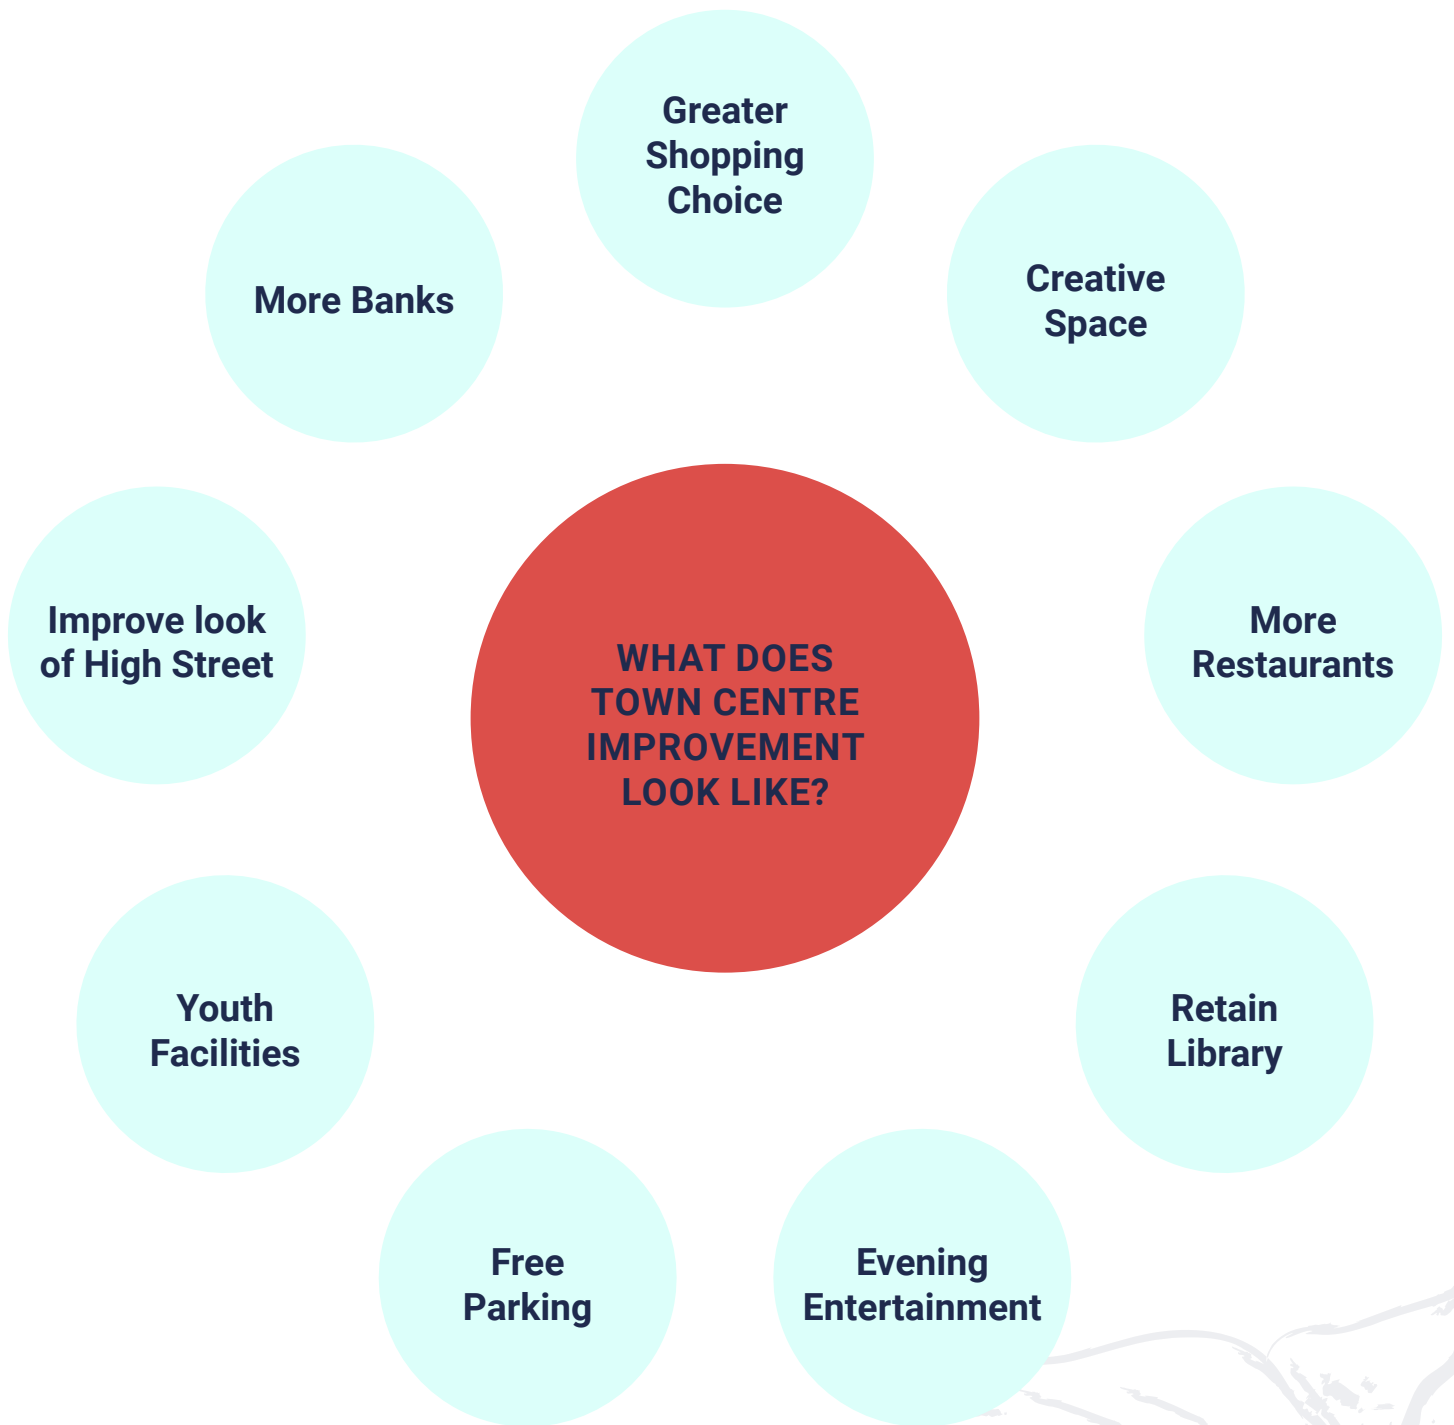 Greater
Shopping
Choice
More Banks
Creative
Space
Improve look
of High Street
WHAT DOES
TOWN CENTRE
IMPROVEMENT
LOOK LIKE?
More
Restaurants
Youth
Facilities
Retain
Library
Free
Parking
Evening
Entertainment